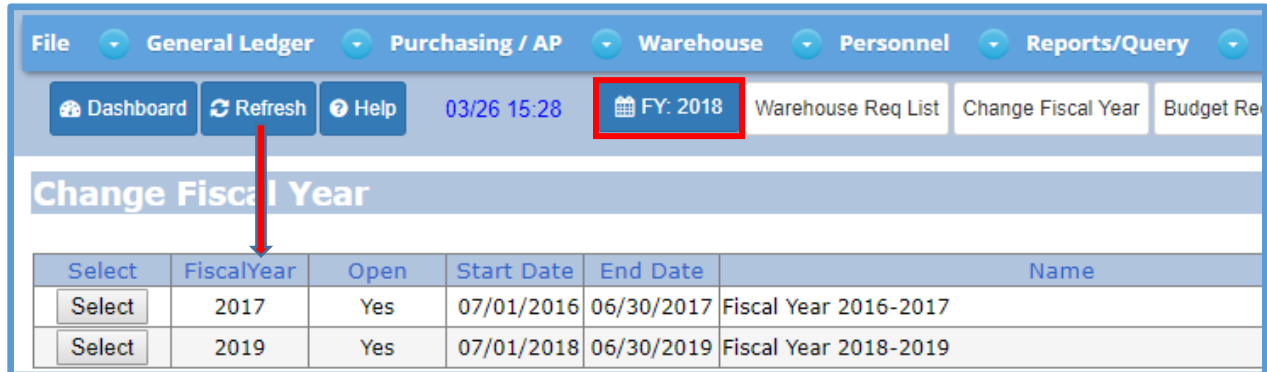 File General Ledger Purchasing / AP Warehouse Personnel Reports/Query
Dashboard Refresh Help 03/26 15:28 FY: 2018 Warehouse Req List Change Fiscal Year Budget Re
Change Fiscal Year
Select FiscalYear Open Start Date End Date Name
Select 2017 Yes 07/01/2016 06/30/2017 Fiscal Year 2016-2017
Select 2019 Yes 07/01/2018 06/30/2019 Fiscal Year 2018-2019